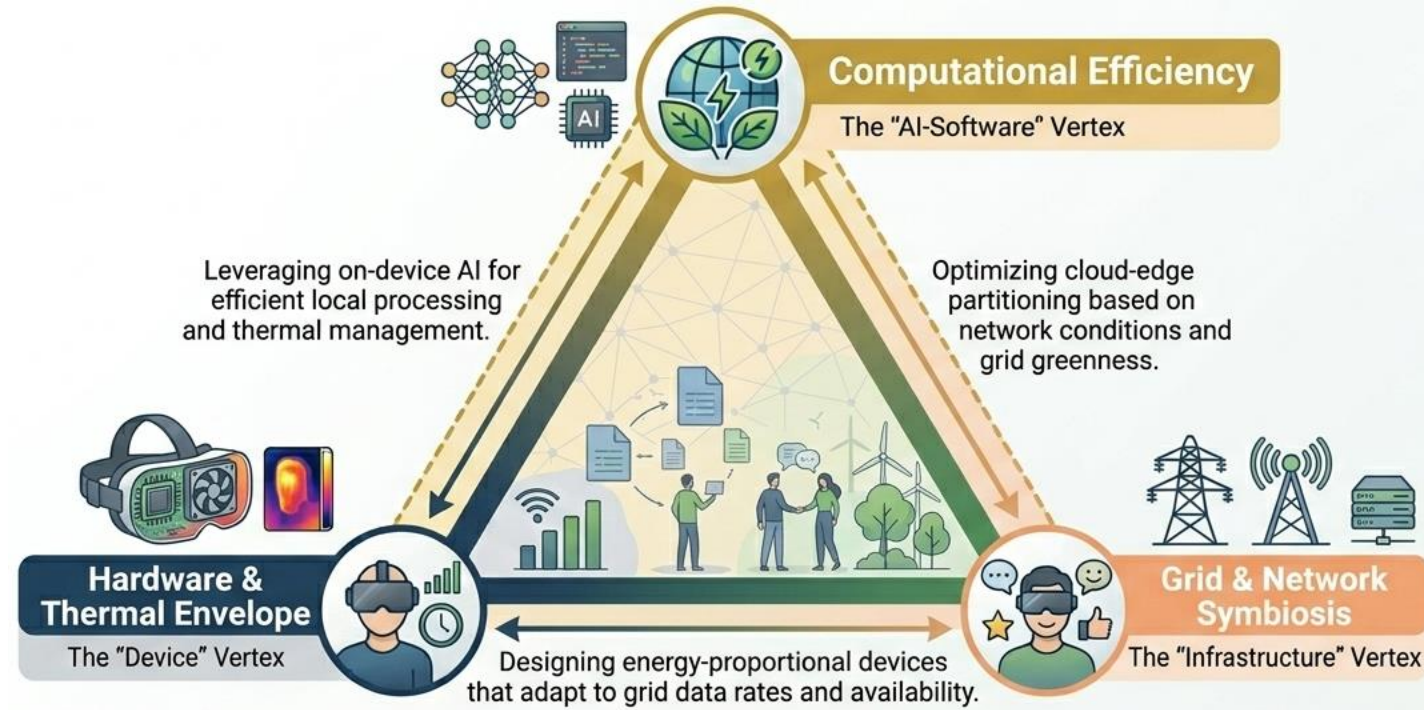 AI
Computational Efficiency
The "AI-Software" Vertex
Leveraging on-device AI for
efficient local processing
and thermal management.
Optimizing cloud-edge
partitioning based on
network conditions and
grid greenness.
Hardware &
Thermal Envelope
The "Device" Vertex
Grid & Network
Symbiosis
The "Infrastructure" Vertex
Designing energy-proportional devices
that adapt to grid data rates and availability.